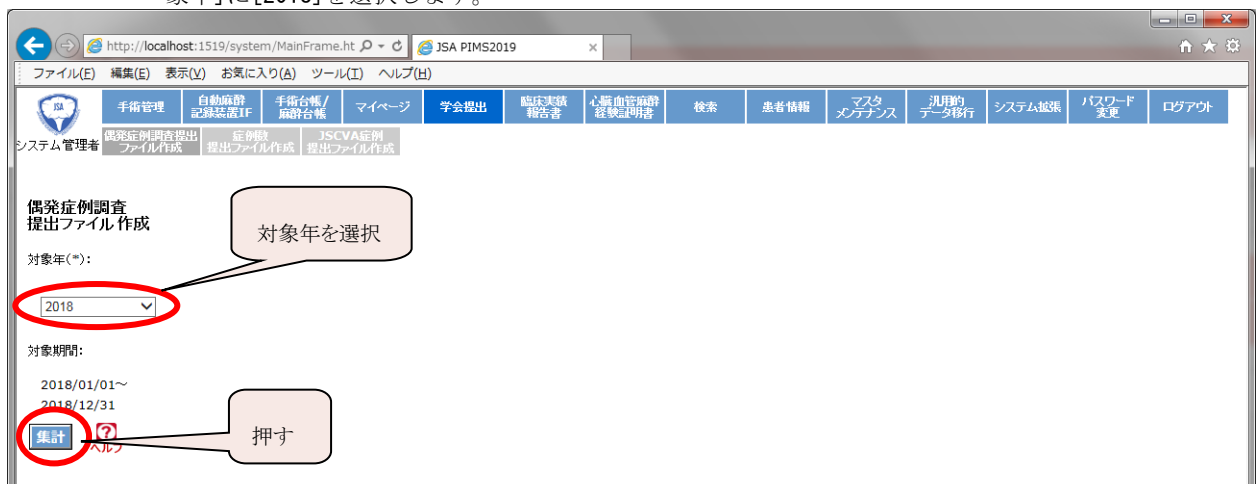 象年]に[2018]を選択します。
http://localhost:1519/system/MainFrame.ht
JSA PIMS2019
ファイル(F) 編集(E) 表示(V) お気に入り(A) ツール(T) ヘルプ(H)
JSA
システム管理者
手術管理
自動麻酔
記録装置IF
手術台帳/
麻酔台帳
マイページ
学会提出
臨床実績
報告書
心臓血管麻酔
経験証明書
検索
患者情報
マスタ
メンテナンス
汎用的
データ移行
システム拡張
パスワード
変更
ログアウト
偶発症例調査提出
ファイル作成
症例数
提出ファイル作成
JSCVA症例
提出ファイル作成
偶発症例調査
提出ファイル作成
対象年を選択
対象年(*):
2018
対象期間:
2018/01/01～
2018/12/31
集計
ヘルプ
押す